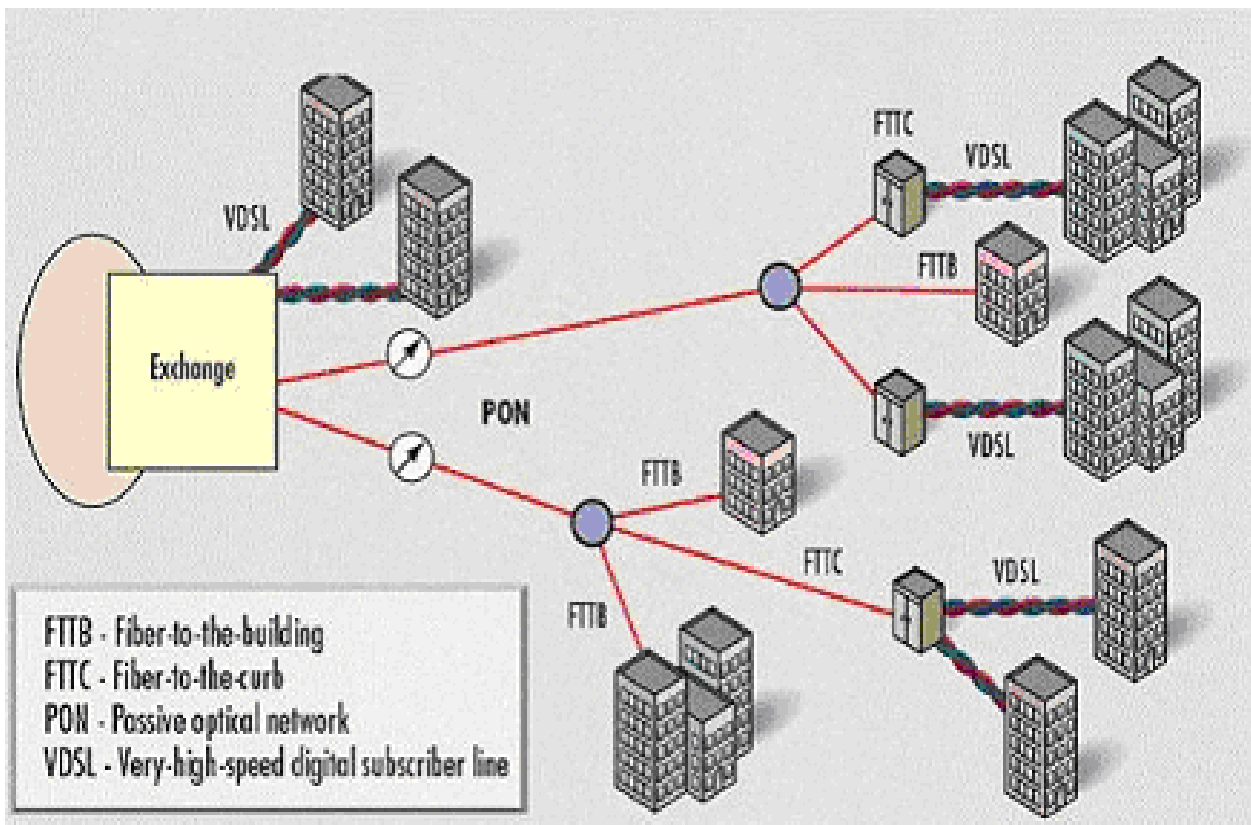 FTTC
VDSL
VDSL
FTTB
Exchange
PON
VDSL
FTTB
FTTC
VDSL
FTTB
FTTB - Fiber-to-the-building
FTTC - Fiber-to-the-curb
PON - Passive optical network
VDSL - Very-high-speed digital subscriber line